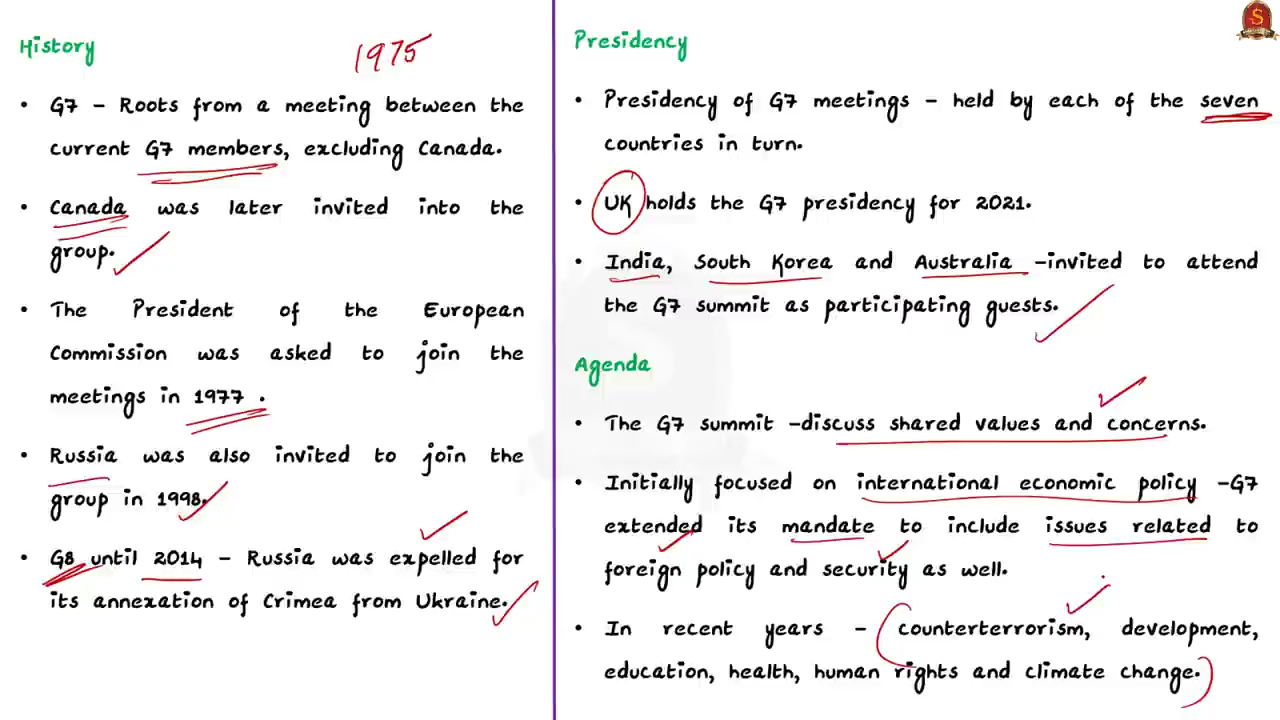 History
1975
• G7 – Roots from a meeting between the
current G7 members, excluding Canada.
• Canada was later invited into the
group.
• The President of the European
Commission was asked to join the
meetings in 1977 .
• Russia was also invited to join the
group in 1998.
• G8 until 2014 – Russia was expelled for
its annexation of Crimea from Ukraine.
Presidency
• Presidency of G7 meetings – held by each of the seven
countries in turn.
• UK holds the G7 presidency for 2021.
• India, South Korea and Australia –invited to attend
the G7 summit as participating guests.
Agenda
• The G7 summit –discuss shared values and concerns.
• Initially focused on international economic policy –G7
extended its mandate to include issues related to
foreign policy and security as well.
• In recent years – (counterterrorism, development,
education, health, human rights and climate change.)